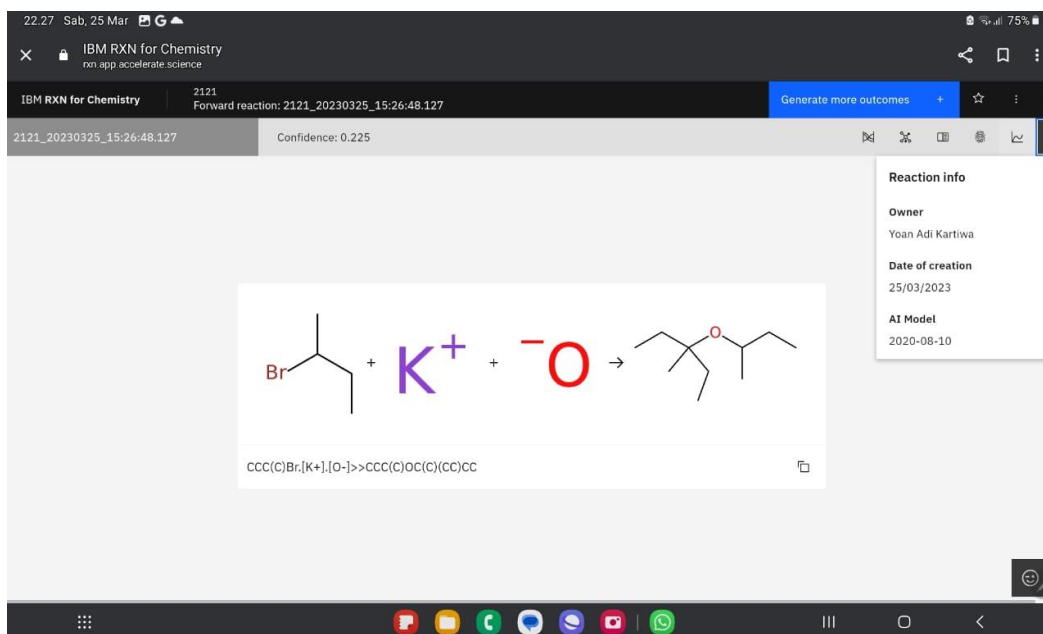 22.27 Sab, 25 Mar G 75%
IBM RXN for Chemistry
rxn.app.accelerate.science
IBM RXN for Chemistry
2121
Forward reaction: 2121_20230325_15:26:48.127
Generate more outcomes +
2121_20230325_15:26:48.127
Confidence: 0.225
Reaction info
Owner
Yoan Adi Kartiwa
Date of creation
25/03/2023
AI Model
2020-08-10
Br + K+ + −O → O
CCC(C)Br.[K+].[O-]>>CCC(C)OC(C)(CC)CC